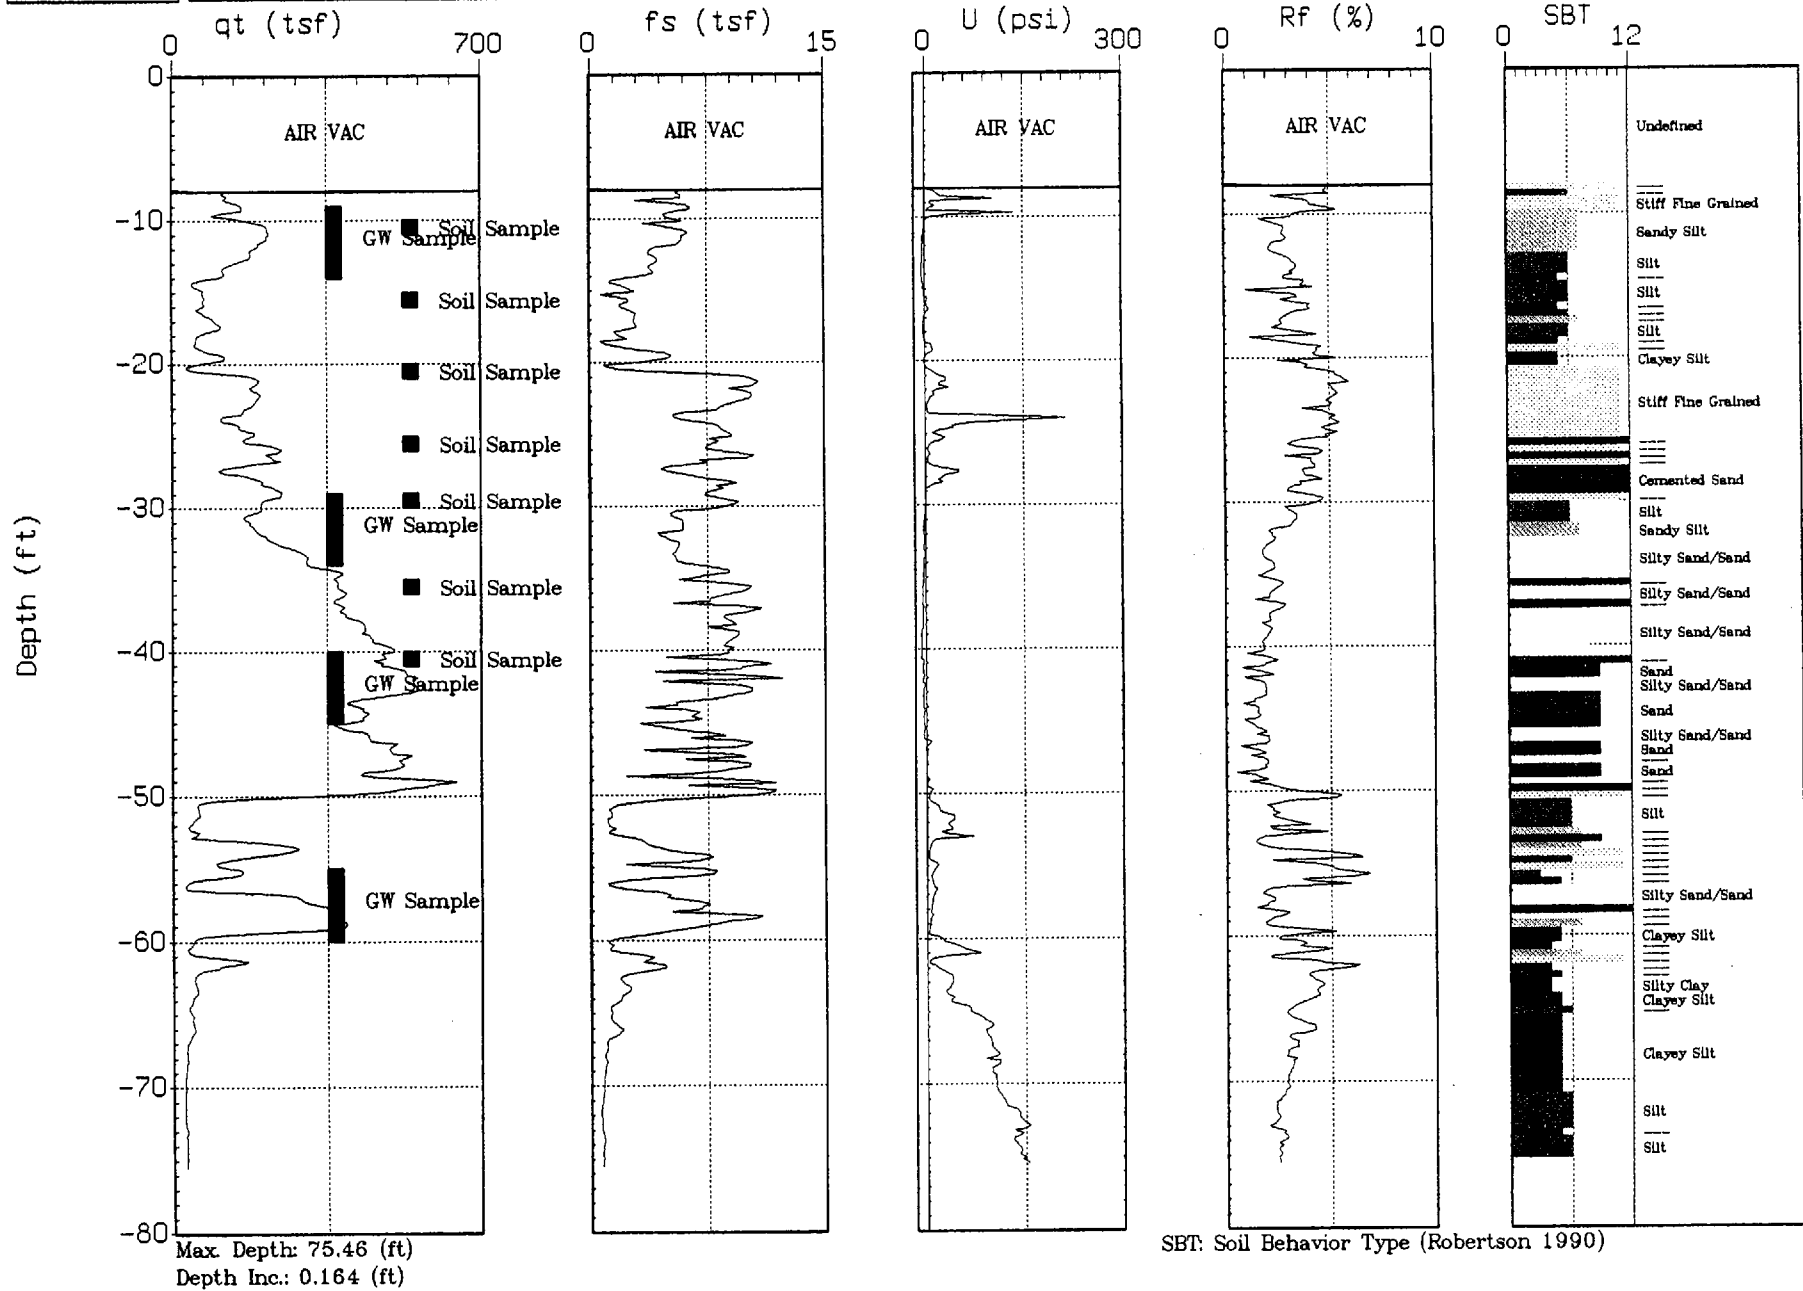 qt (tsf)
0 700
fs (tsf)
0 15
U (psi)
0 300
Rf (%)
0 10
SBT
0 12
Depth (ft)
0
-10
-20
-30
-40
-50
-60
-70
-80
AIR VAC
AIR VAC
AIR VAC
AIR VAC
GW Sample
Soil Sample
Soil Sample
Soil Sample
Soil Sample
Soil Sample
GW Sample
Soil Sample
Soil Sample
GW Sample
GW Sample
Undefined
Stiff Fine Grained
Sandy Silt
Silt
Silt
Silt
Clayey Silt
Stiff Fine Grained
Cemented Sand
Silt
Sandy Silt
Silty Sand/Sand
Silty Sand/Sand
Silty Sand/Sand
Sand
Silty Sand/Sand
Sand
Silty Sand/Sand
Sand
Sand
Silt
Silty Sand/Sand
Clayey Silt
Silty Clay
Clayey Silt
Clayey Silt
Silt
Silt
Max. Depth: 75.46 (ft)
Depth Inc.: 0.164 (ft)
SBT: Soil Behavior Type (Robertson 1990)